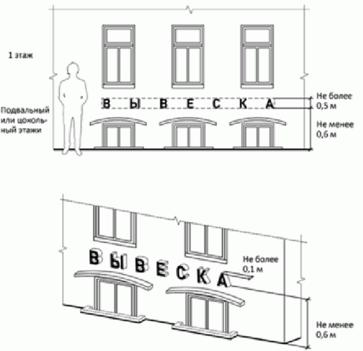 1 этаж
В Ы В Е С К А
Не более
0,5 м
Подвальный
или цоколь-
ный этажи
Не менее
0,6 м
ВЫВЕСКА
Не более
0,1 м
Не менее
0,6 м